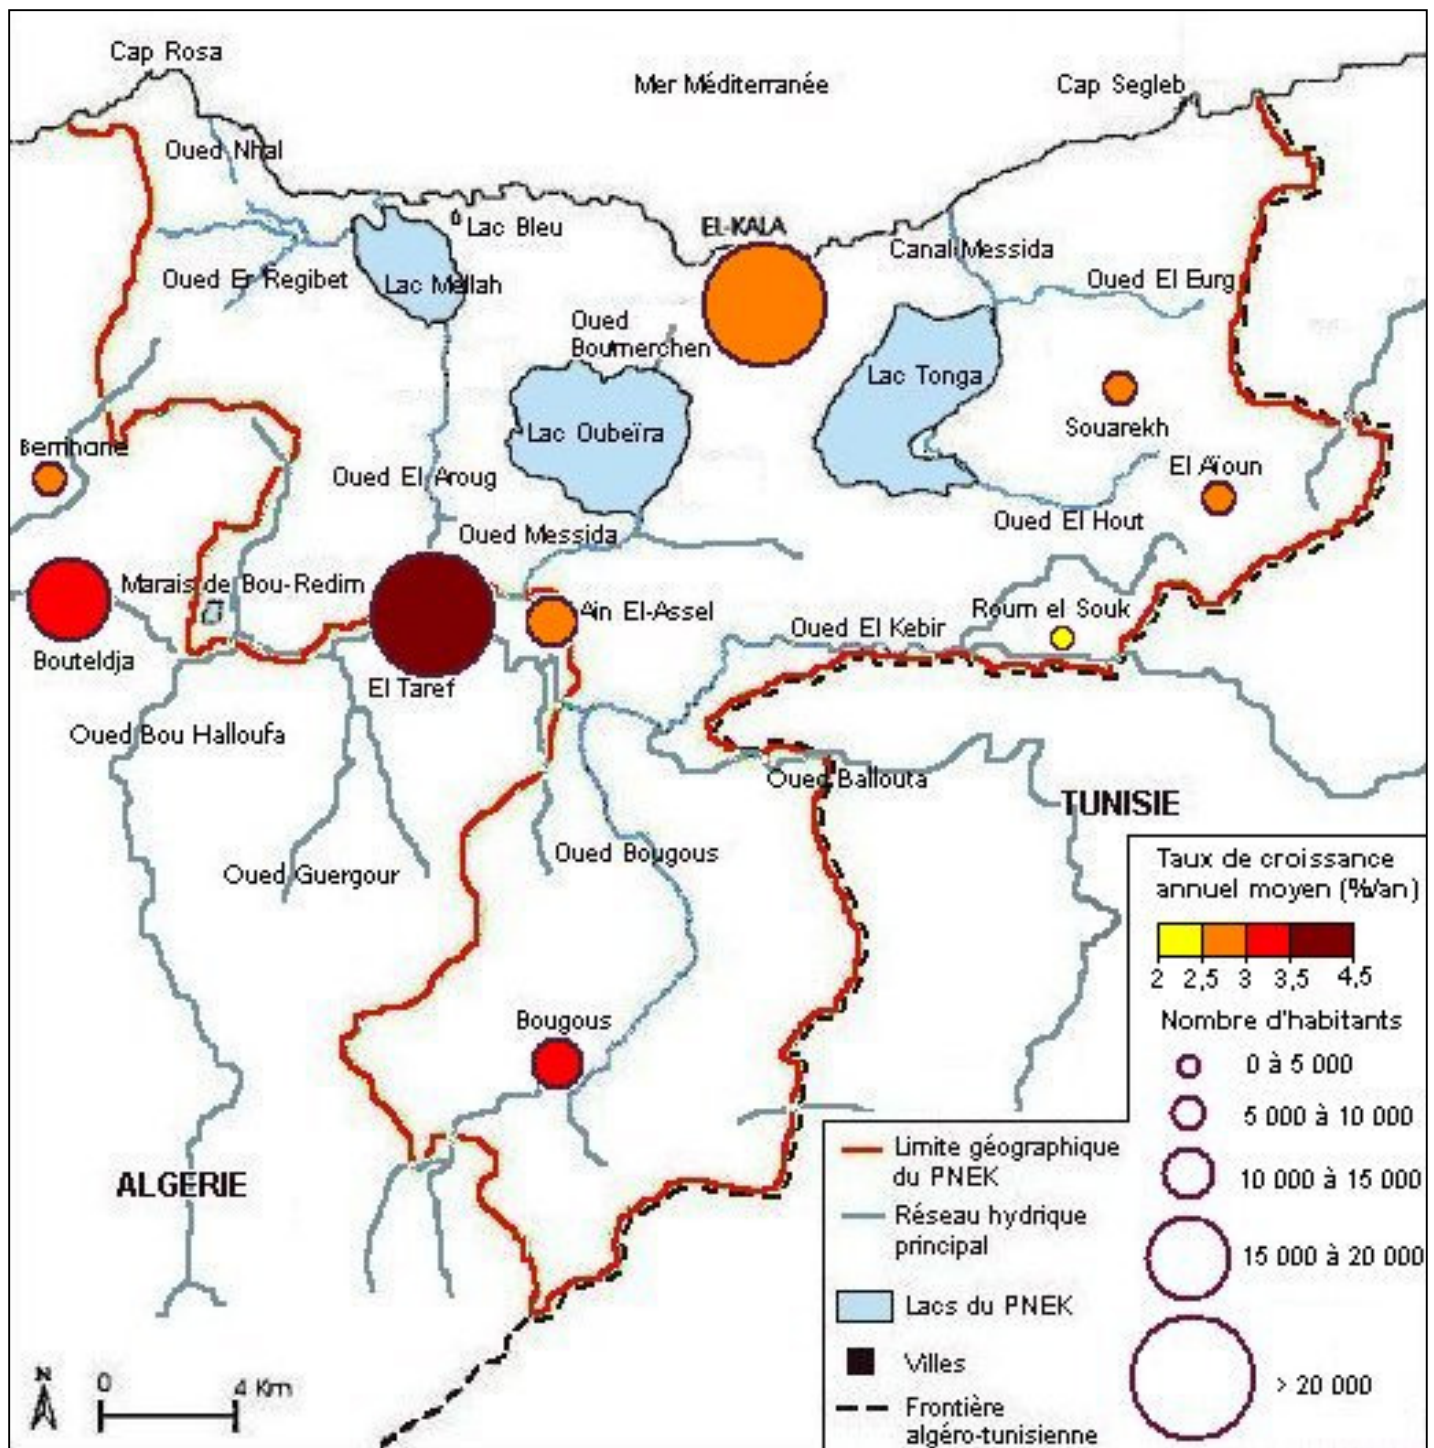 Cap Rosa
Mer Méditerranée
Cap Segleb
Oued Nhal
Lac Bleu
EL-KALA
Canal Messida
Oued Er Regibet
Lac Mellah
Oued El Eurg
Oued
Boumerchen
Lac Tonga
Souarekh
Berrihane
Lac Oubeïra
El Aïoun
Oued El Aroug
Oued Messida
Oued El Hout
Marais de Bou-Redim
Ain El-Assel
Roum el Souk
Oued El Kebir
Bouteldja
El Taref
Oued Bou Halloufa
Oued Ballouta
TUNISIE
Oued Guergour
Oued Bougous
Bougous
ALGERIE
N
0 4 Km
Taux de croissance
annuel moyen (%/an)
2 2,5 3 3,5 4,5
Nombre d'habitants
0 à 5 000
5 000 à 10 000
10 000 à 15 000
15 000 à 20 000
> 20 000
Limite géographique
du PNEK
Réseau hydrique
principal
Lacs du PNEK
Villes
Frontière
algéro-tunisienne